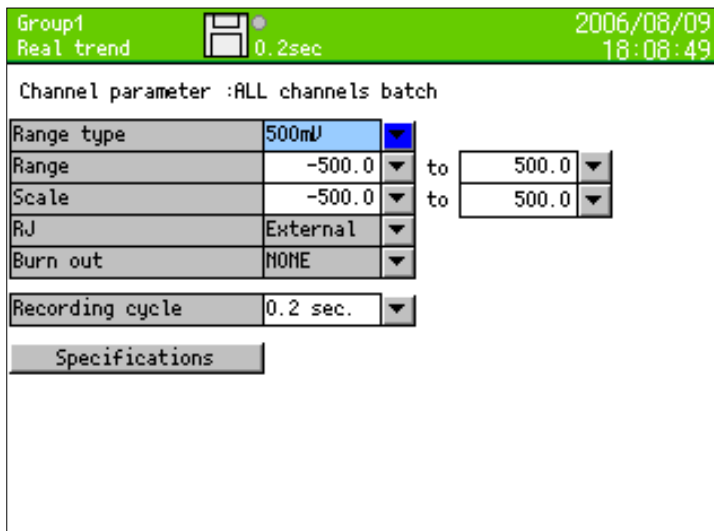 Group1 2006/08/09
Real trend 0.2sec 18:08:49
Channel parameter :ALL channels batch
Range type 500mV
Range -500.0 to 500.0
Scale -500.0 to 500.0
RJ External
Burn out NONE
Recording cycle 0.2 sec.
Specifications